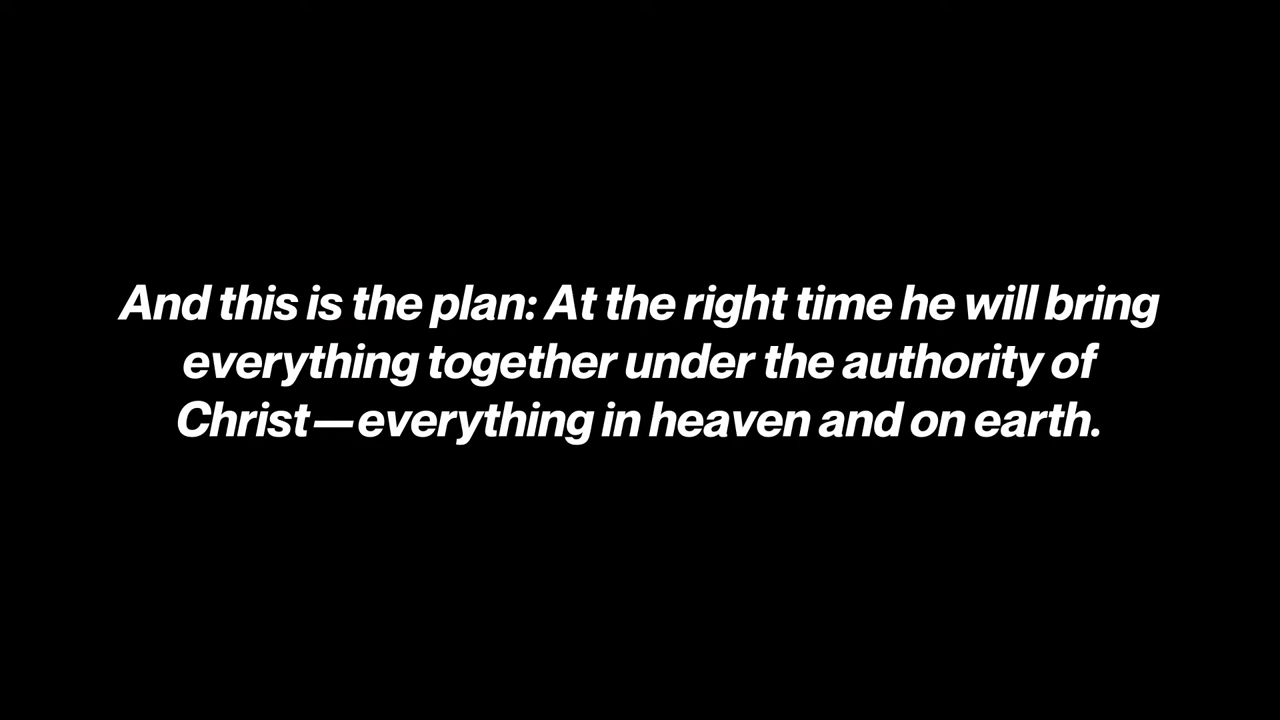 And this is the plan: At the right time he will bring
everything together under the authority of
Christ—everything in heaven and on earth.